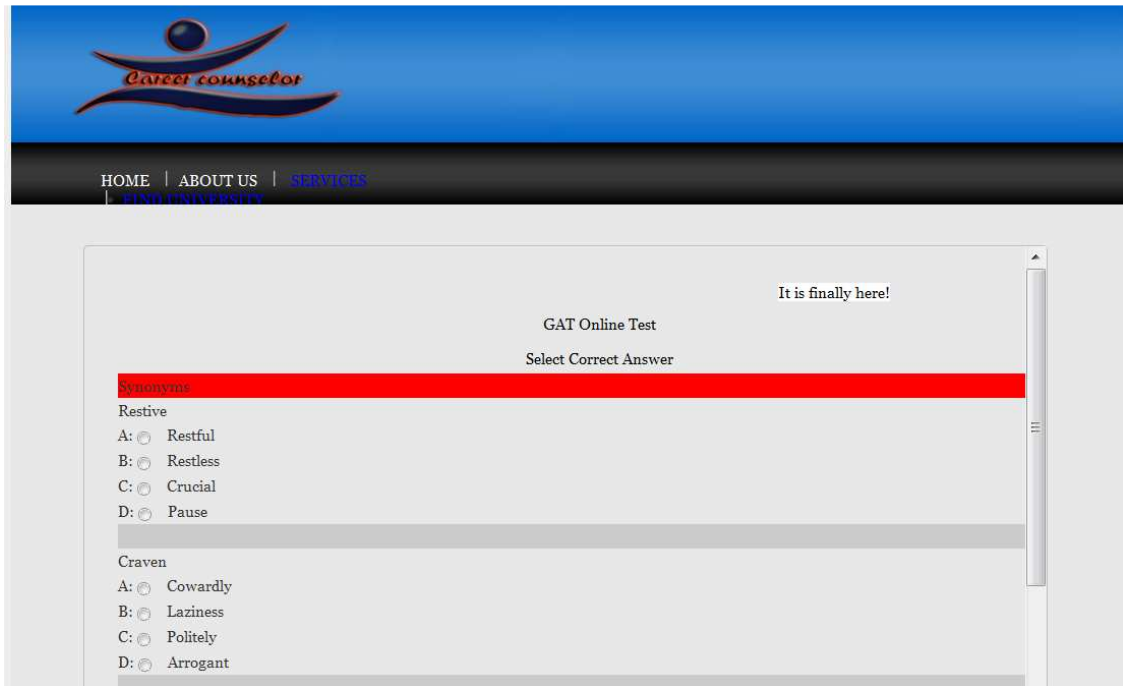 Career counselor
HOME | ABOUT US | SERVICES
| FIND UNIVERSITY
It is finally here!
GAT Online Test
Select Correct Answer
Synonyms
Restive
A: Restful
B: Restless
C: Crucial
D: Pause
Craven
A: Cowardly
B: Laziness
C: Politely
D: Arrogant